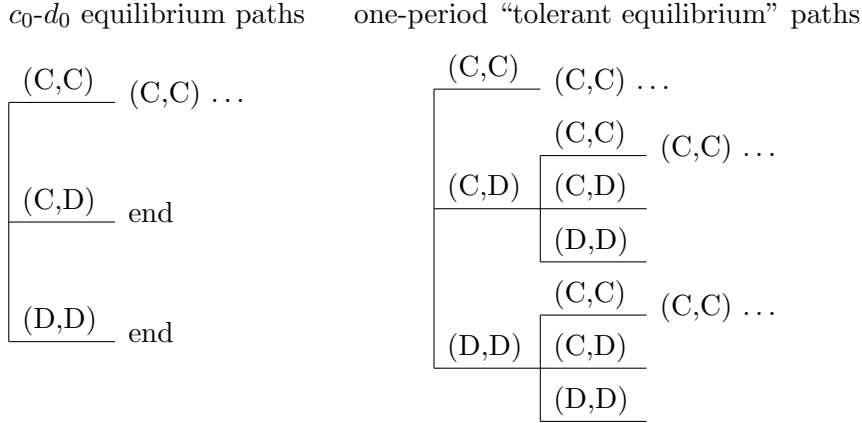 c₀-d₀ equilibrium paths
(C,C)
(C,C) …
(C,D)
end
(D,D)
end
one-period “tolerant equilibrium” paths
(C,C)
(C,C) …
(C,D)
(C,C)
(C,C) …
(C,D)
(D,D)
(D,D)
(C,C)
(C,C) …
(C,D)
(D,D)